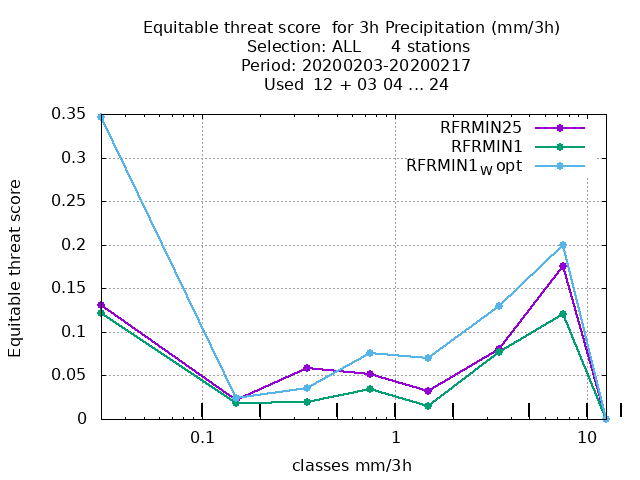 Equitable threat score  for 3h Precipitation (mm/3h)
Selection: ALL      4 stations
Period: 20200203-20200217
Used  12 + 03 04 ... 24
0.35
0.3
0.25
0.2
0.15
0.1
0.05
0
Equitable threat score
RFRMIN25
RFRMIN1
RFRMIN1W opt
0.1
1
10
classes mm/3h